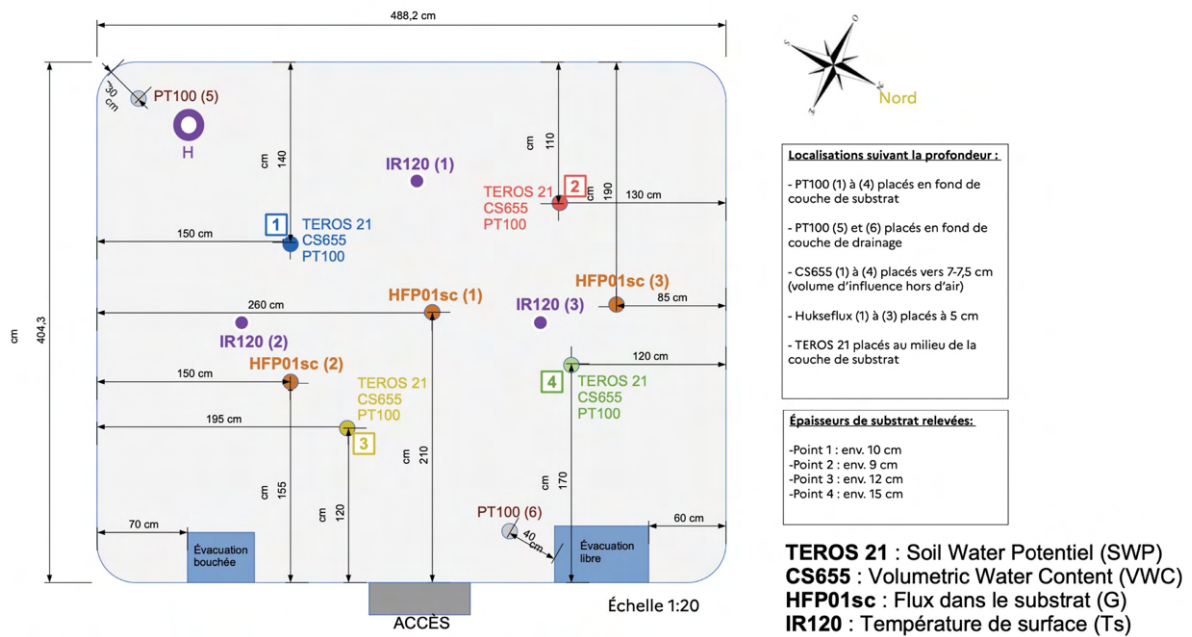 488,2 cm
404,3
cm
30
cm
PT100 (5)
H
cm
140
IR120 (1)
cm
110
2
cm
190
130 cm
TEROS 21
CS655
PT100
1
TEROS 21
CS655
PT100
150 cm
HFP01sc (3)
HFP01sc (1)
260 cm
IR120 (3)
85 cm
IR120 (2)
HFP01sc (2)
150 cm
120 cm
TEROS 21
CS655
PT100
4
TEROS 21
CS655
PT100
195 cm
3
cm
210
cm
155
cm
120
cm
170
PT100 (6)
40
cm
70 cm
60 cm
Évacuation
bouchée
Évacuation
libre
ACCÈS
Échelle 1:20
O
S
N
E
Nord
Localisations suivant la profondeur :
- PT100 (1) à (4) placés en fond de
couche de substrat
- PT100 (5) et (6) placés en fond de
couche de drainage
- CS655 (1) à (4) placés vers 7-7,5 cm
(volume d'influence hors d'air)
- Hukseflux (1) à (3) placés à 5 cm
- TEROS 21 placés au milieu de la
couche de substrat
Épaisseurs de substrat relevées:
-Point 1 : env. 10 cm
-Point 2 : env. 9 cm
-Point 3 : env. 12 cm
-Point 4 : env. 15 cm
TEROS 21 : Soil Water Potentiel (SWP)
CS655 : Volumetric Water Content (VWC)
HFP01sc : Flux dans le substrat (G)
IR120 : Température de surface (Ts)